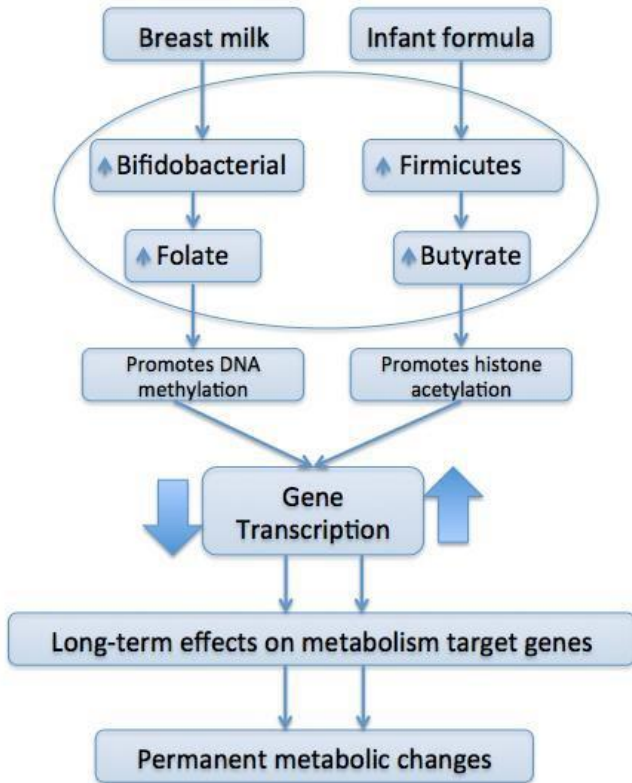 Breast milk
Infant formula
Bifidobacterial
Firmicutes
Folate
Butyrate
Promotes DNA
methylation
Promotes histone
acetylation
Gene
Transcription
Long-term effects on metabolism target genes
Permanent metabolic changes